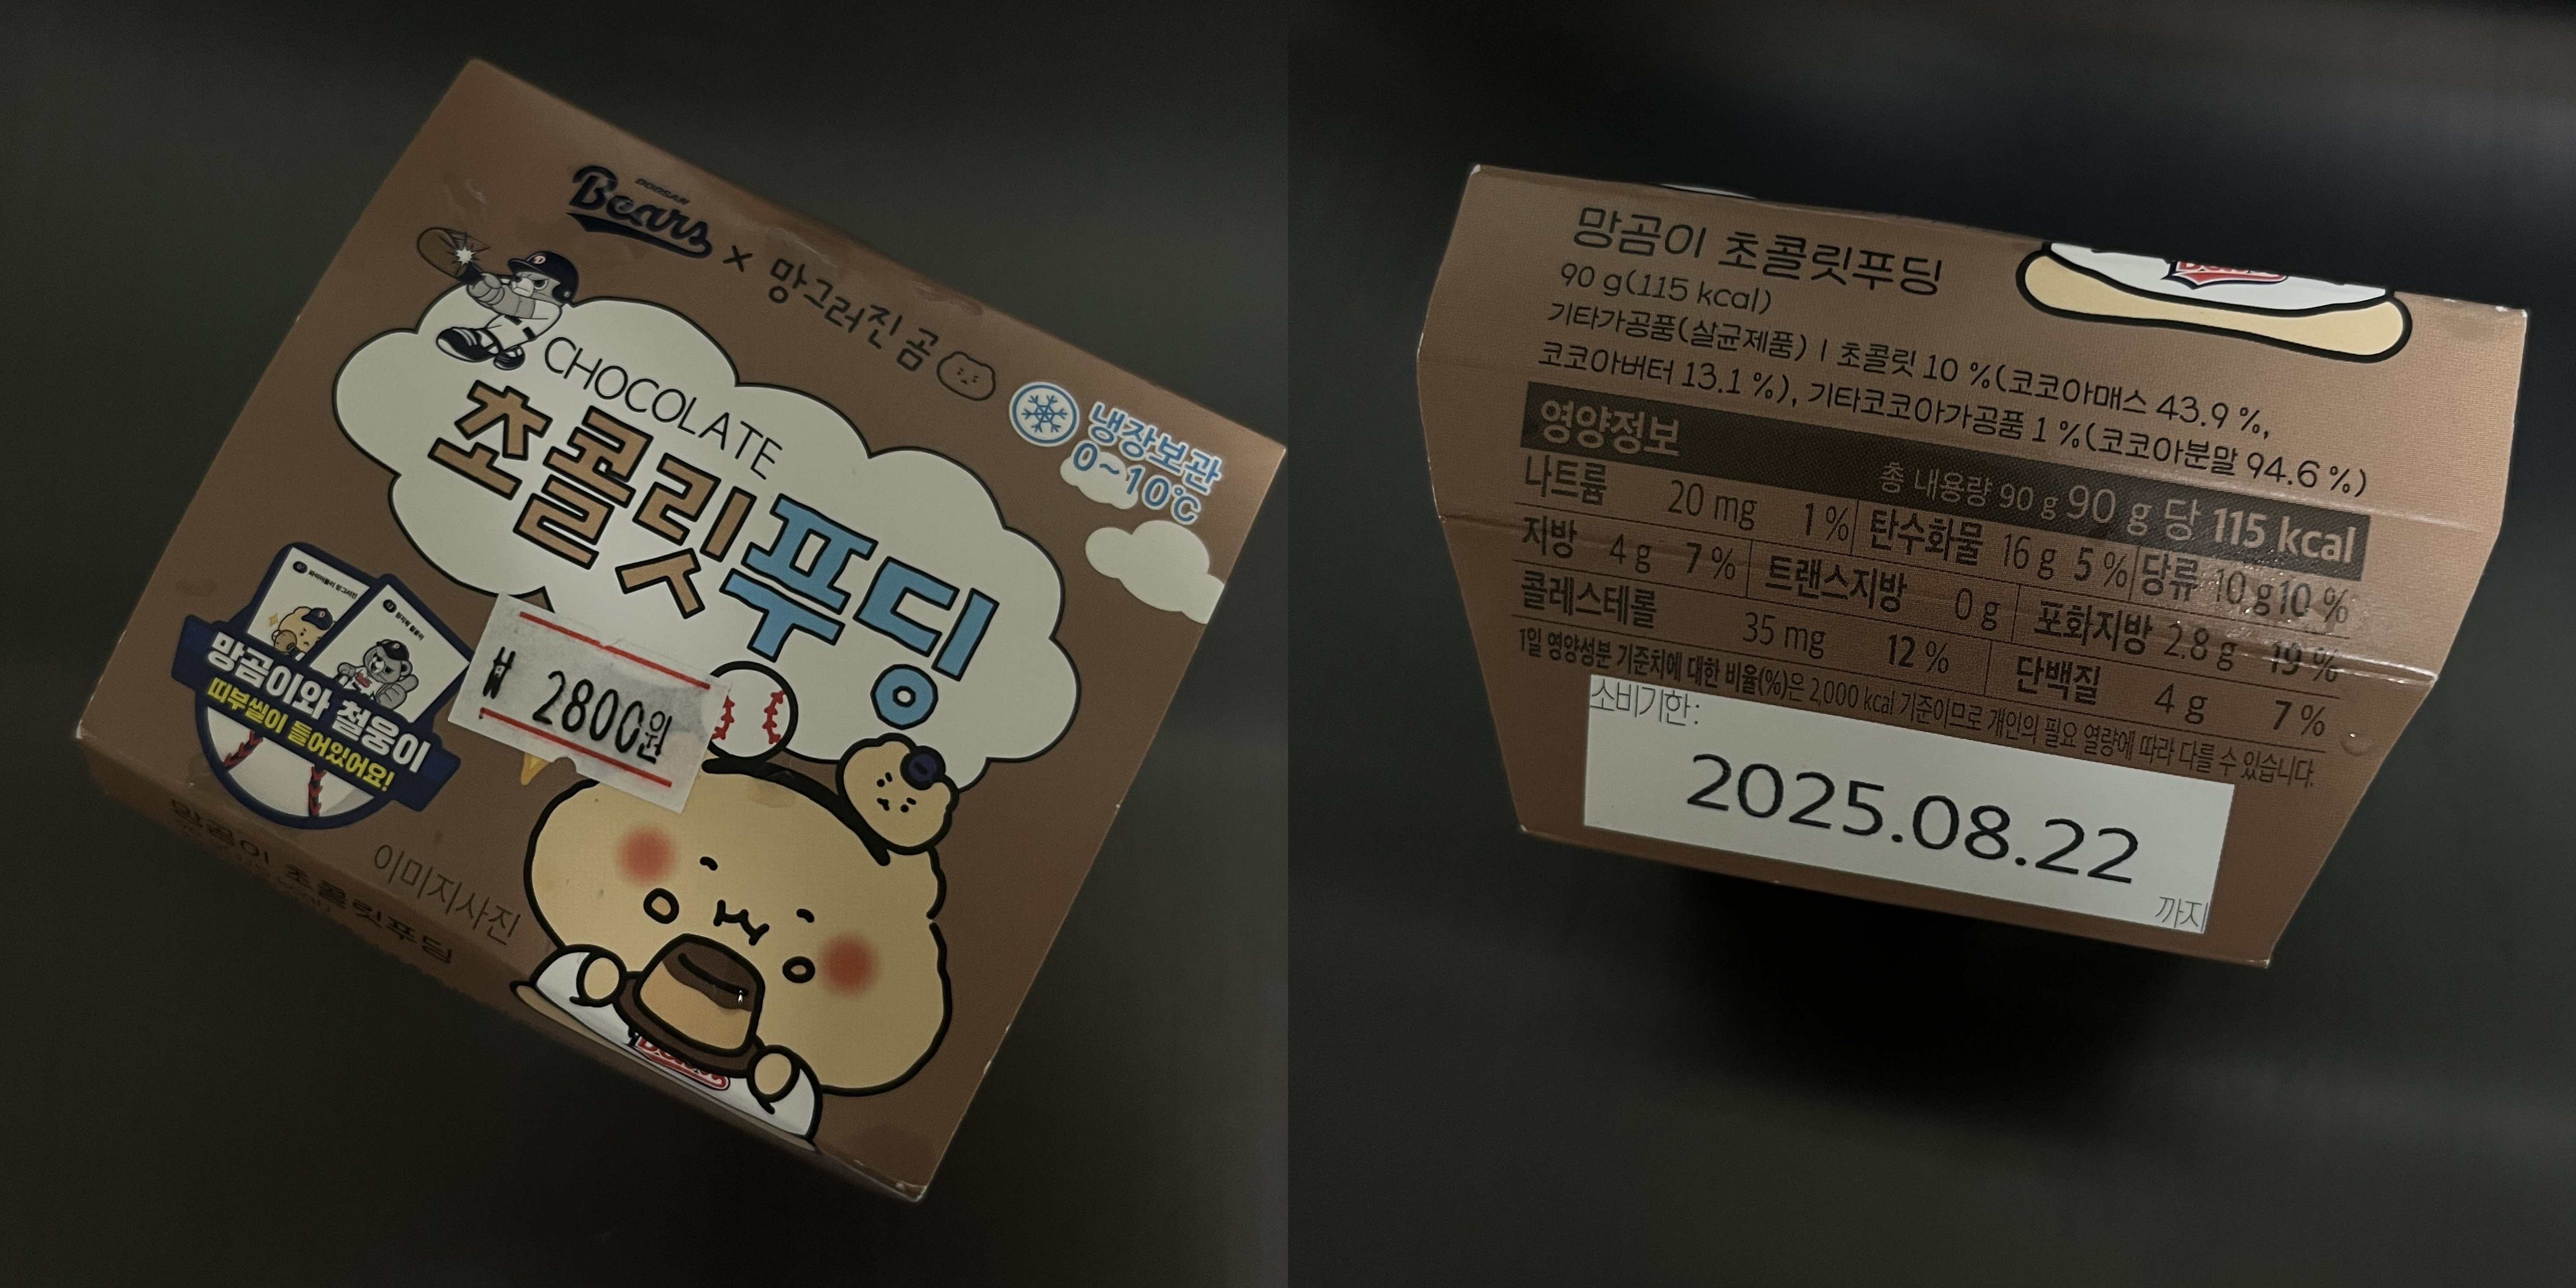 DOOSAN
Bears x 망그러진 곰
냉장보관
0~10℃
CHOCOLATE
초콜릿푸딩
₩ 2800원
망곰이와 철웅이
띠부씰이 들어있어요!
이미지사진
망곰이 초콜릿푸딩
망곰이 초콜릿푸딩
90 g(115 kcal)
기타가공품(살균제품) | 초콜릿 10 %(코코아매스 43.9 %,
코코아버터 13.1 %), 기타코코아가공품 1 %(코코아분말 94.6 %)
영양정보 총 내용량 90 g 90 g 당 115 kcal
나트륨 20 mg 1 % 탄수화물 16 g 5 % 당류 10 g 10 %
지방 4 g 7 % 트랜스지방 0 g 포화지방 2.8 g 19 %
콜레스테롤 35 mg 12 % 단백질 4 g 7 %
1일 영양성분 기준치에 대한 비율(%)은 2,000 kcal 기준이므로 개인의 필요 열량에 따라 다를 수 있습니다.
소비기한:
2025.08.22
까지